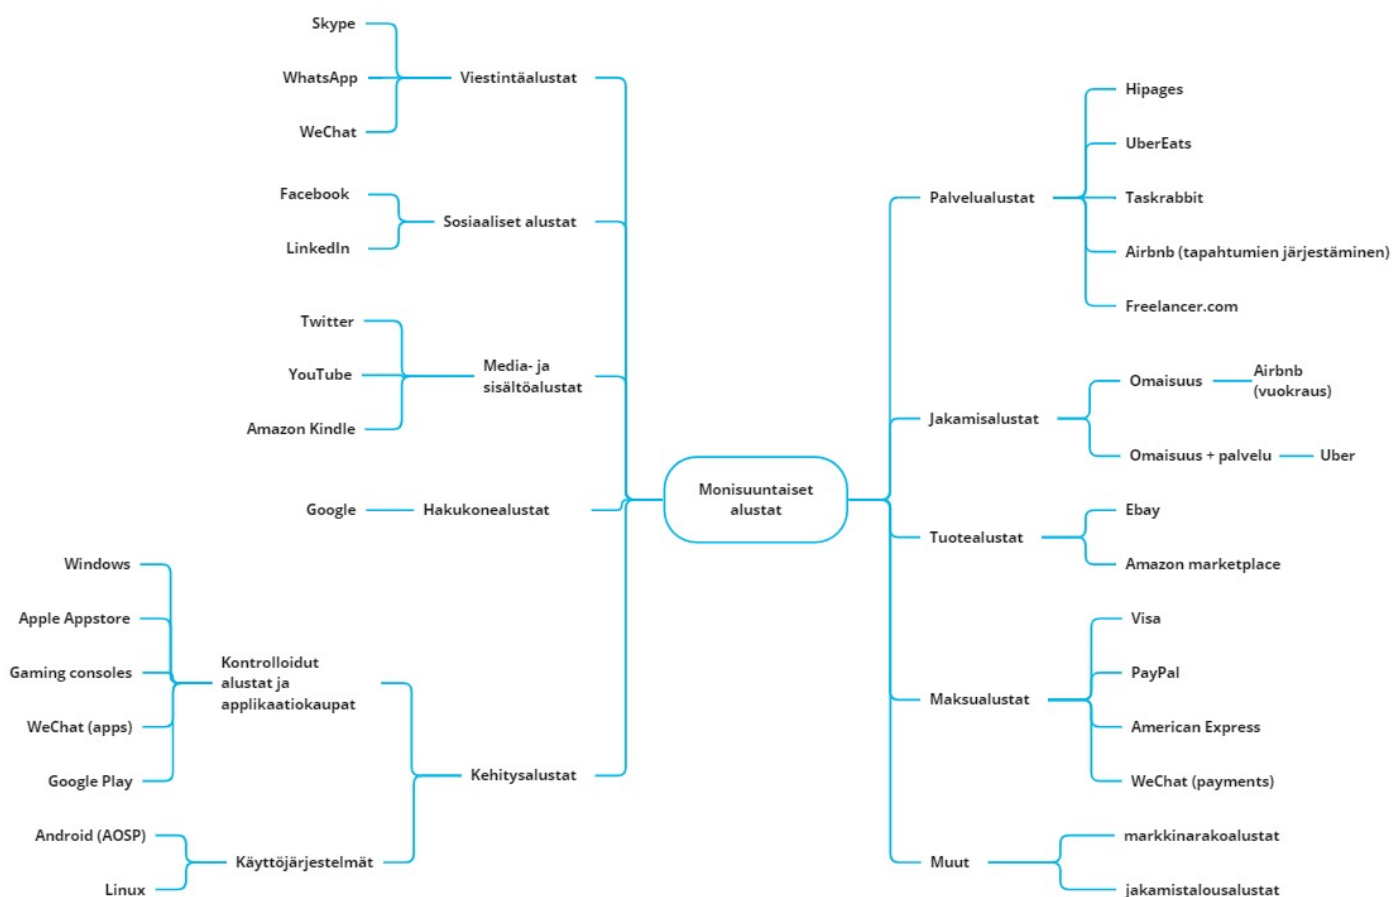 Skype
WhatsApp
WeChat
Viestintäalustat
Facebook
LinkedIn
Sosiaaliset alustat
Twitter
YouTube
Amazon Kindle
Media- ja
sisältöalustat
Google
Hakukonealustat
Windows
Apple Appstore
Gaming consoles
WeChat (apps)
Google Play
Kontrolloidut
alustat ja
applikaatiokaupat
Android (AOSP)
Linux
Käyttöjärjestelmät
Kehitysalustat
Monisuuntaiset
alustat
Palvelualustat
Hipages
UberEats
Taskrabbit
Airbnb (tapahtumien järjestäminen)
Freelancer.com
Jakamisalustat
Omaisuus
Airbnb
(vuokraus)
Omaisuus + palvelu
Uber
Tuotealustat
Ebay
Amazon marketplace
Maksualustat
Visa
PayPal
American Express
WeChat (payments)
Muut
markkinarakoalustat
jakamistalousalustat